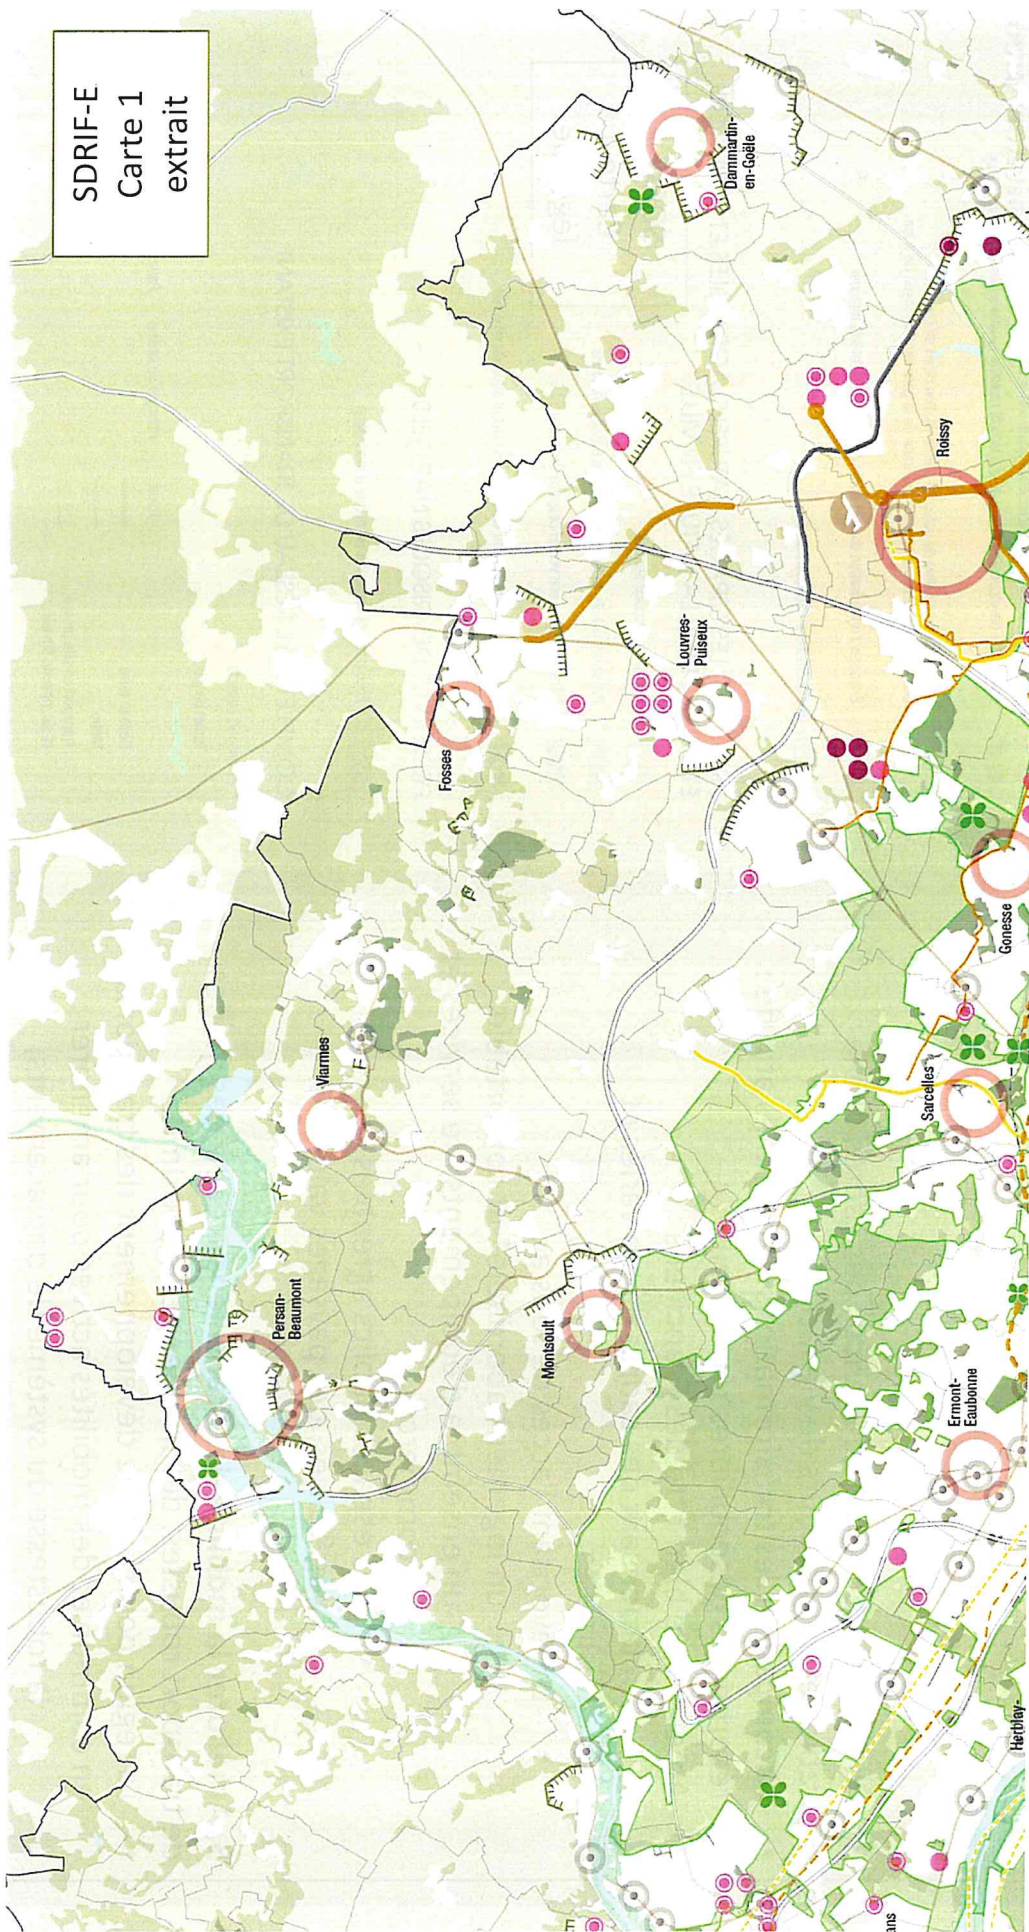 SDRIF-E
Carte 1
extrait
Persan-
Beaumont
Viarmes
Fosses
Montsoult
Louvres-
Puiseux
Dammartin-
en-Goële
ans
Sarcelles
Roissy
Ermont-
Eaubonne
Gonesse
Herblay-